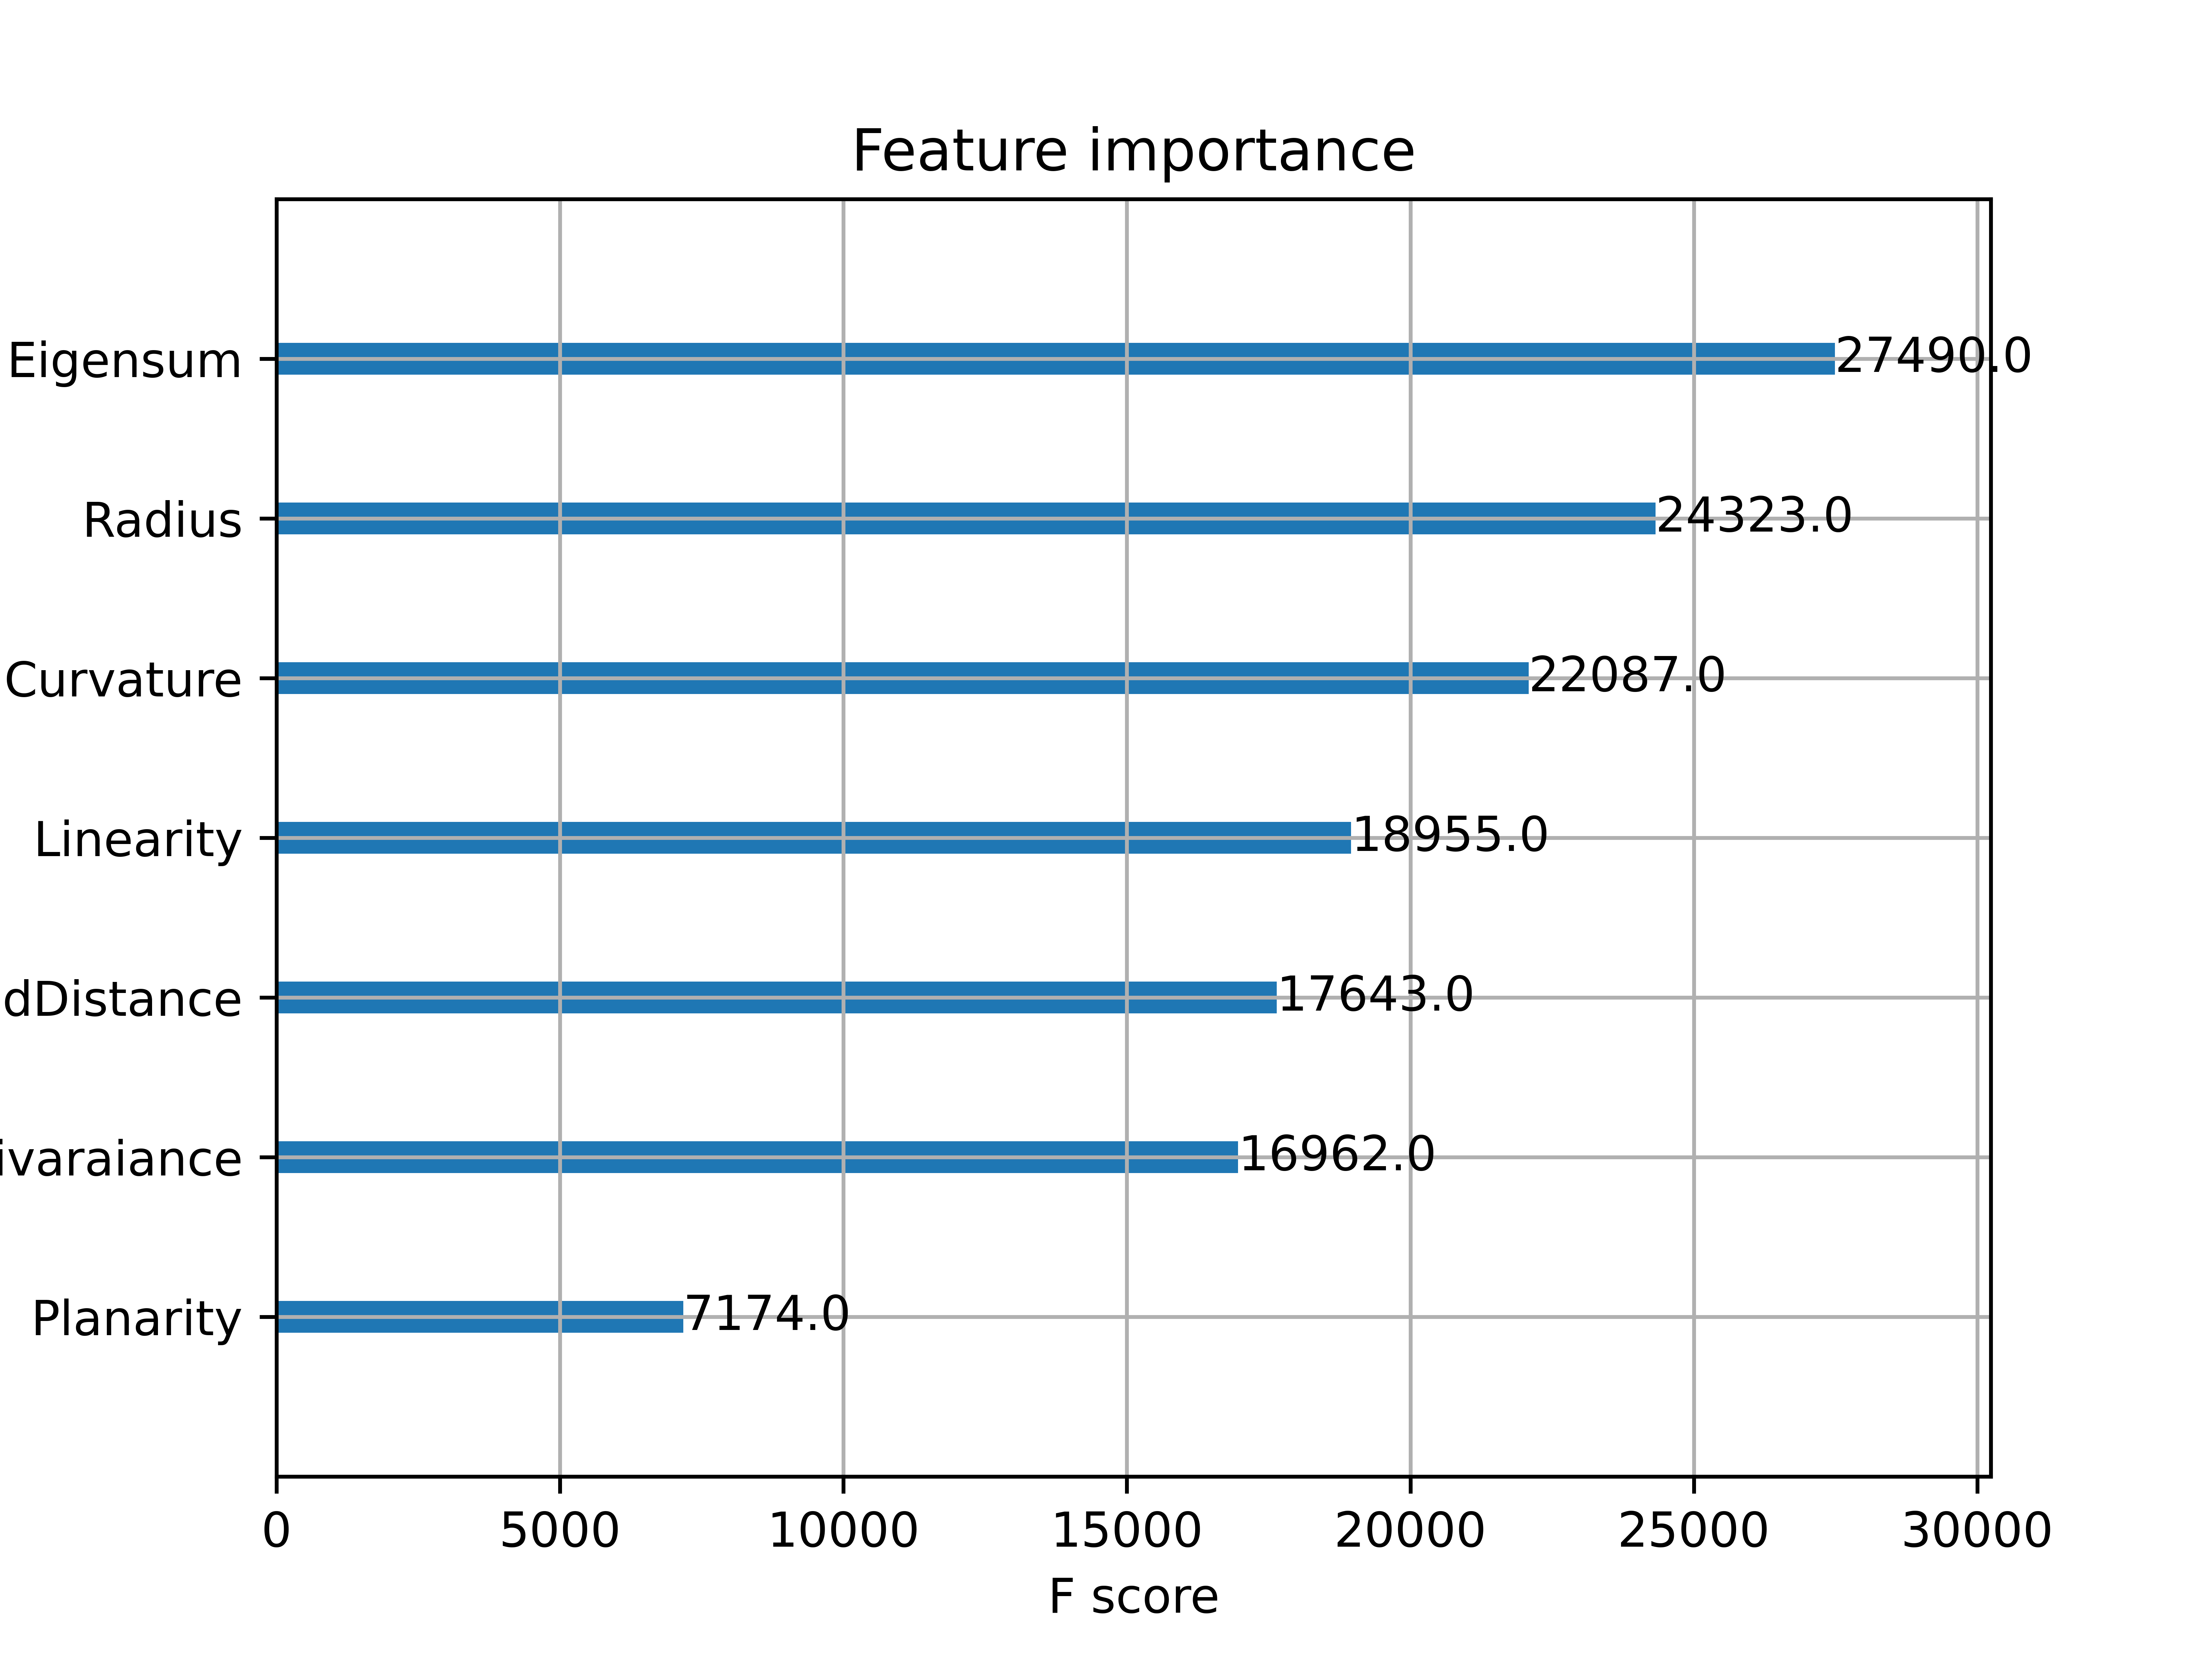 Feature importance
Eigensum 27490.0
Radius 24323.0
Curvature 22087.0
Linearity 18955.0
dDistance 17643.0
ivaraiance 16962.0
Planarity 7174.0
0 5000 10000 15000 20000 25000 30000
F score